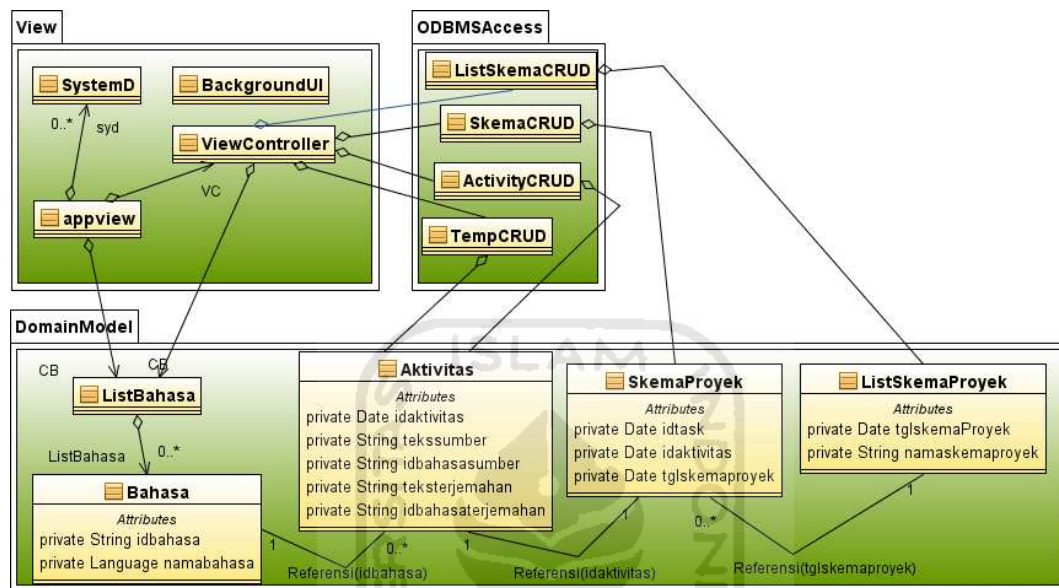 View
ODBMSAccess
SystemD
BackgroundUI
ListSkemaCRUD
0..*
syd
SkemaCRUD
ViewController
ActivityCRUD
VC
appview
TempCRUD
DomainModel
ISLAM
CB
CB
ListBahasa
ListBahasa
0..*
Bahasa
Attributes
private String idbahasa
private Language namabahasa
Aktivitas
Attributes
private Date idaktivitas
private String tekssumber
private String idbahasasumber
private String teksterjemahan
private String idbahasaterjemahan
SkemaProyek
Attributes
private Date idtask
private Date idaktivitas
private Date tglskemaproyek
ListSkemaProyek
Attributes
private Date tglskemaProyek
private String namaskemaproyek
1
0..*
1
1
0..*
1
Referensi(idbahasa)
Referensi(idaktivitas)
Referensi(tglskemaproyek)